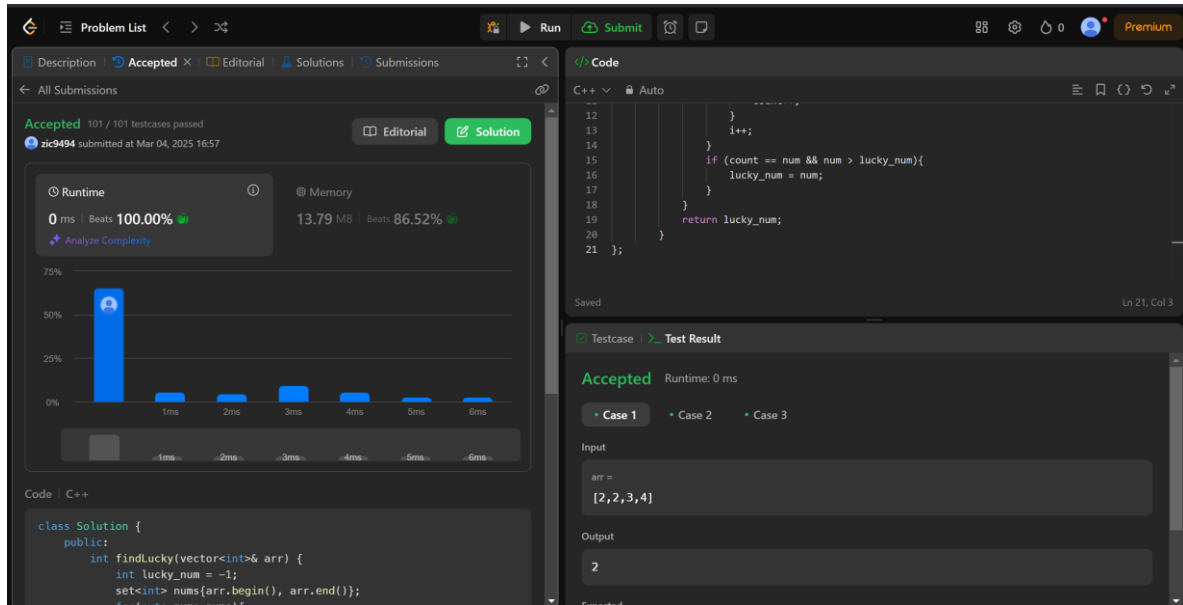 Problem List
Run
Submit
0
Premium
Description
Accepted
Editorial
Solutions
Submissions
All Submissions
Accepted 101 / 101 testcases passed
zic9494 submitted at Mar 04, 2025 16:57
Editorial
Solution
Runtime
0 ms Beats 100.00%
Analyze Complexity
Memory
13.79 MB Beats 86.52%
75%
50%
25%
0%
1ms 2ms 3ms 4ms 5ms 6ms
1ms 2ms 3ms 4ms 5ms 6ms
Code | C++
class Solution {
public:
int findLucky(vector<int>& arr) {
int lucky_num = -1;
set<int> nums{arr.begin(), arr.end()};
</> Code
C++ Auto
12 }
13 i++;
14 }
15 if (count == num && num > lucky_num){
16 lucky_num = num;
17 }
18 }
19 return lucky_num;
20 }
21 };
Saved
Ln 21, Col 3
Testcase
>_ Test Result
Accepted Runtime: 0 ms
• Case 1 • Case 2 • Case 3
Input
arr =
[2,2,3,4]
Output
2